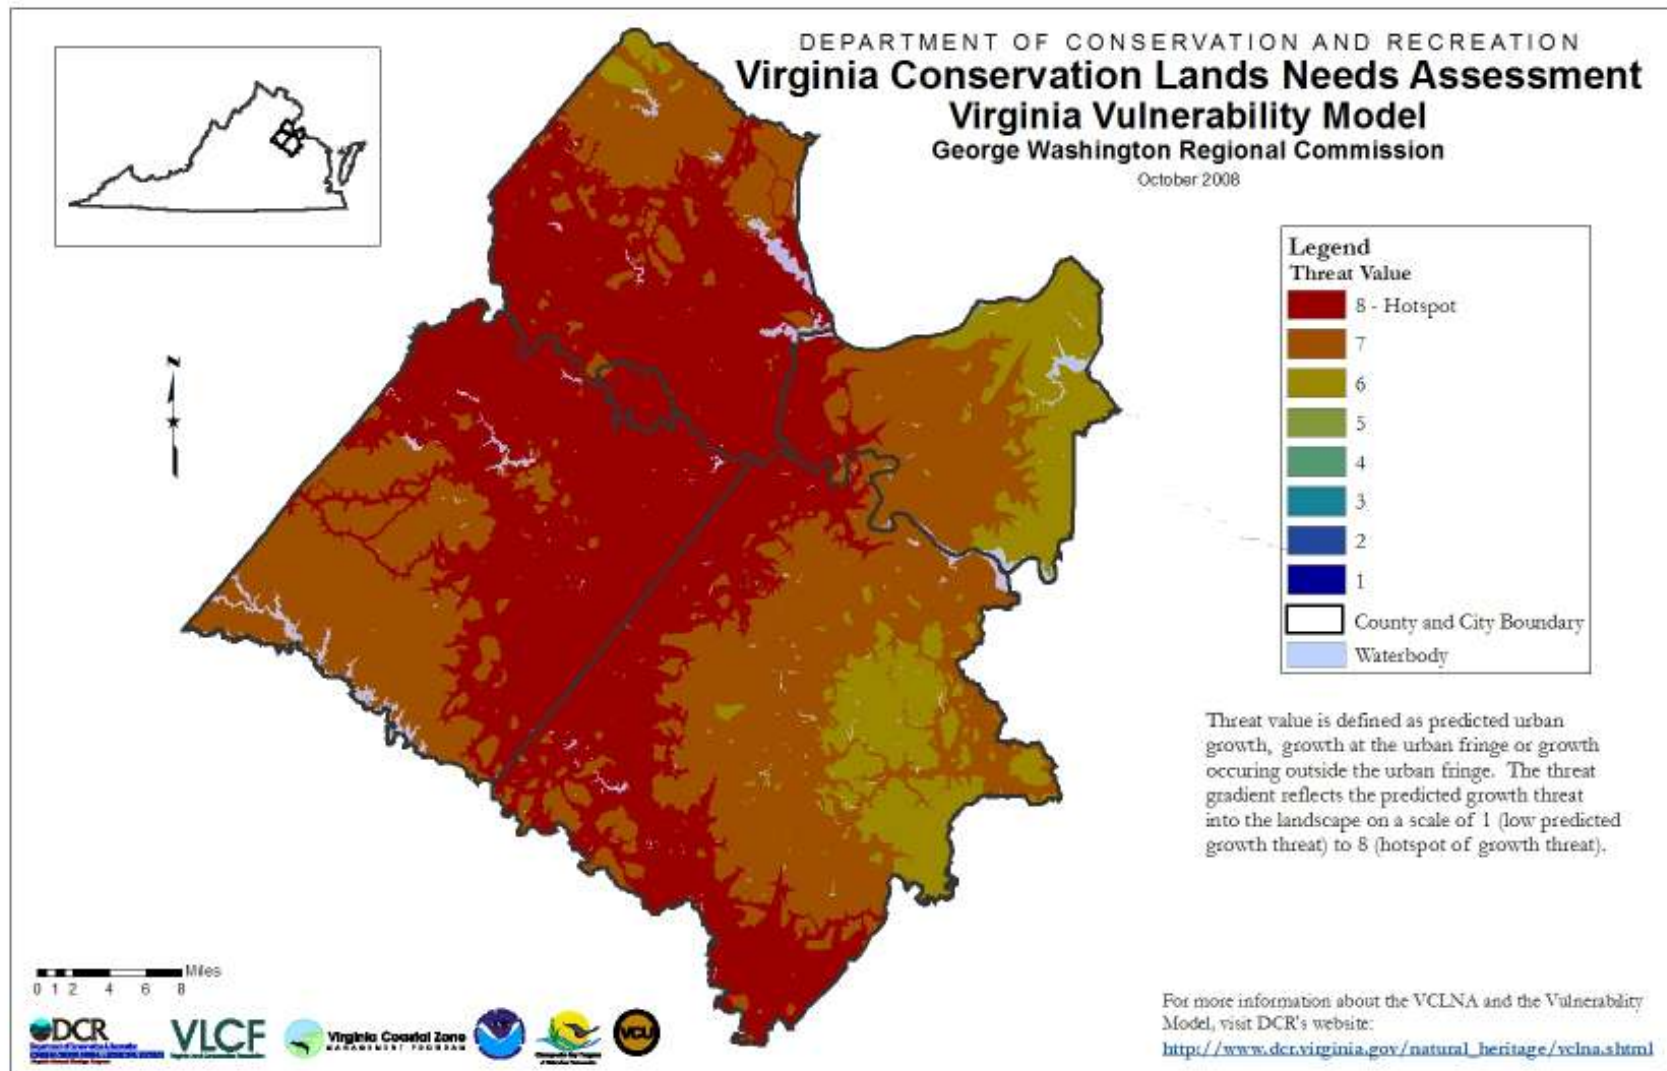 DEPARTMENT OF CONSERVATION AND RECREATION
Virginia Conservation Lands Needs Assessment
Virginia Vulnerability Model
George Washington Regional Commission
October 2008
Legend
Threat Value
8 - Hotspot
7
6
5
4
3
2
1
County and City Boundary
Waterbody
Threat value is defined as predicted urban
growth, growth at the urban fringe or growth
occuring outside the urban fringe. The threat
gradient reflects the predicted growth threat
into the landscape on a scale of 1 (low predicted
growth threat) to 8 (hotspot of growth threat).
z
Miles
0 1 2 4 6 8
DCR
VLCF
Virginia Coastal Zone
MANAGEMENT PROGRAM
VCU
For more information about the VCLNA and the Vulnerability
Model, visit DCR's website:
http://www.dcr.virginia.gov/natural_heritage/vclna.shtml